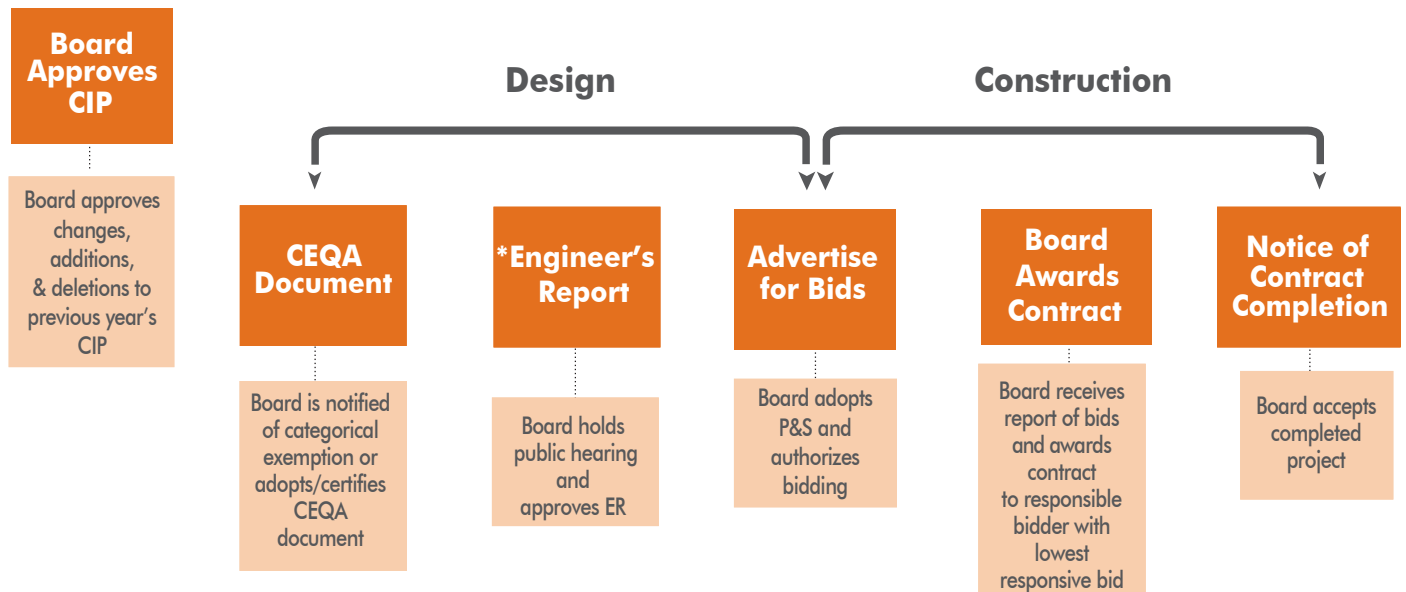 Board
Approves
CIP
Board approves
changes,
additions,
& deletions to
previous year's
CIP
Design
Construction
CEQA
Document
Board is notified
of categorical
exemption or
adopts/certifies
CEQA
document
*Engineer's
Report
Board holds
public hearing
and
approves ER
Advertise
for Bids
Board adopts
P&S and
authorizes
bidding
Board
Awards
Contract
Board receives
report of bids
and awards
contract
to responsible
bidder with
lowest
responsive bid
Notice of
Contract
Completion
Board accepts
completed
project